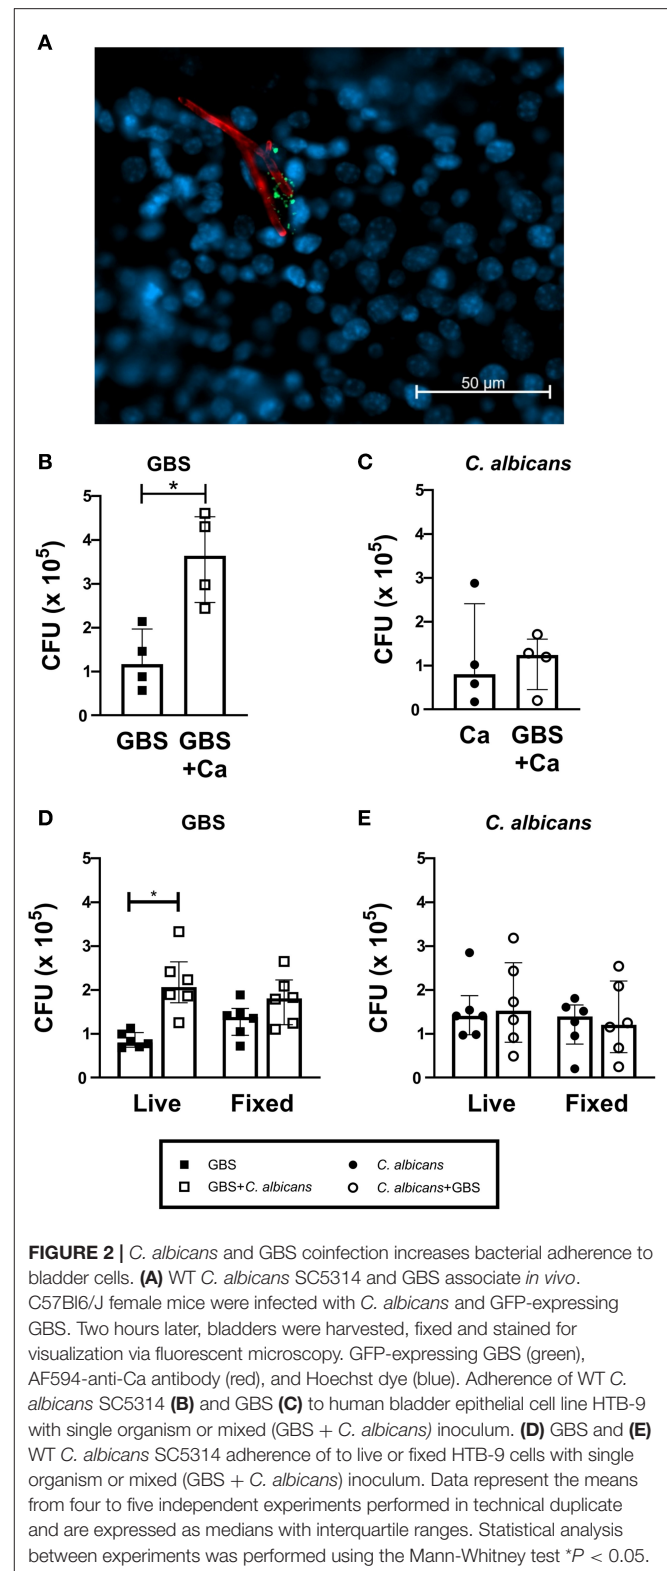 A
50 µm
B
GBS
*
5
4
3
2
1
0
CFU (x 10⁵)
GBS GBS
+Ca
C
C. albicans
5
4
3
2
1
0
CFU (x 10⁵)
Ca GBS
+Ca
D
GBS
*
5
4
3
2
1
0
CFU (x 10⁵)
Live Fixed
E
C. albicans
5
4
3
2
1
0
CFU (x 10⁵)
Live Fixed
GBS
C. albicans
GBS+C. albicans
C. albicans+GBS
FIGURE 2 | C. albicans and GBS coinfection increases bacterial adherence to
bladder cells. (A) WT C. albicans SC5314 and GBS associate in vivo.
C57Bl6/J female mice were infected with C. albicans and GFP-expressing
GBS. Two hours later, bladders were harvested, fixed and stained for
visualization via fluorescent microscopy. GFP-expressing GBS (green),
AF594-anti-Ca antibody (red), and Hoechst dye (blue). Adherence of WT C.
albicans SC5314 (B) and GBS (C) to human bladder epithelial cell line HTB-9
with single organism or mixed (GBS + C. albicans) inoculum. (D) GBS and (E)
WT C. albicans SC5314 adherence of to live or fixed HTB-9 cells with single
organism or mixed (GBS + C. albicans) inoculum. Data represent the means
from four to five independent experiments performed in technical duplicate
and are expressed as medians with interquartile ranges. Statistical analysis
between experiments was performed using the Mann-Whitney test *P < 0.05.